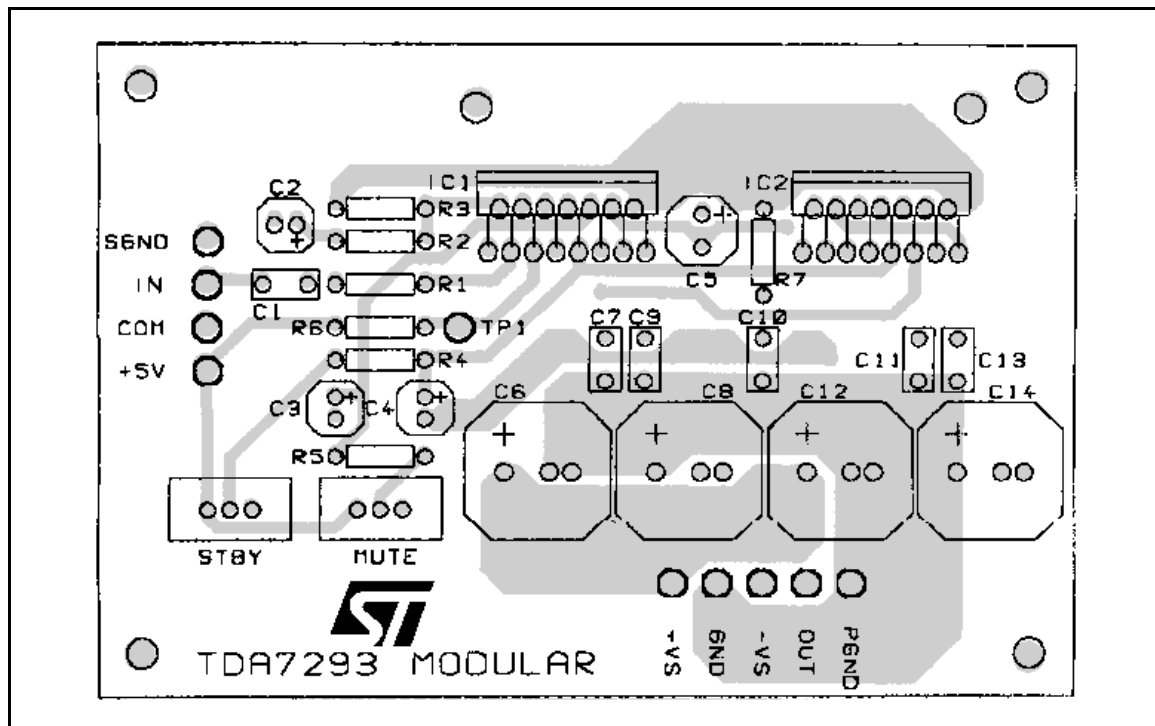 IC1
IC2
C2
R3
R2
SGND
C5
R7
IN
R1
C1
COM
R6
TP1
C7
C9
C10
R4
C11
C13
+5V
C3
C4
C6
C8
C12
C14
+
+
+
+
+
+
+
+
R5
STBY
MUTE
ST
+VS
GND
-VS
OUT
PGND
TDA7293 MODULAR